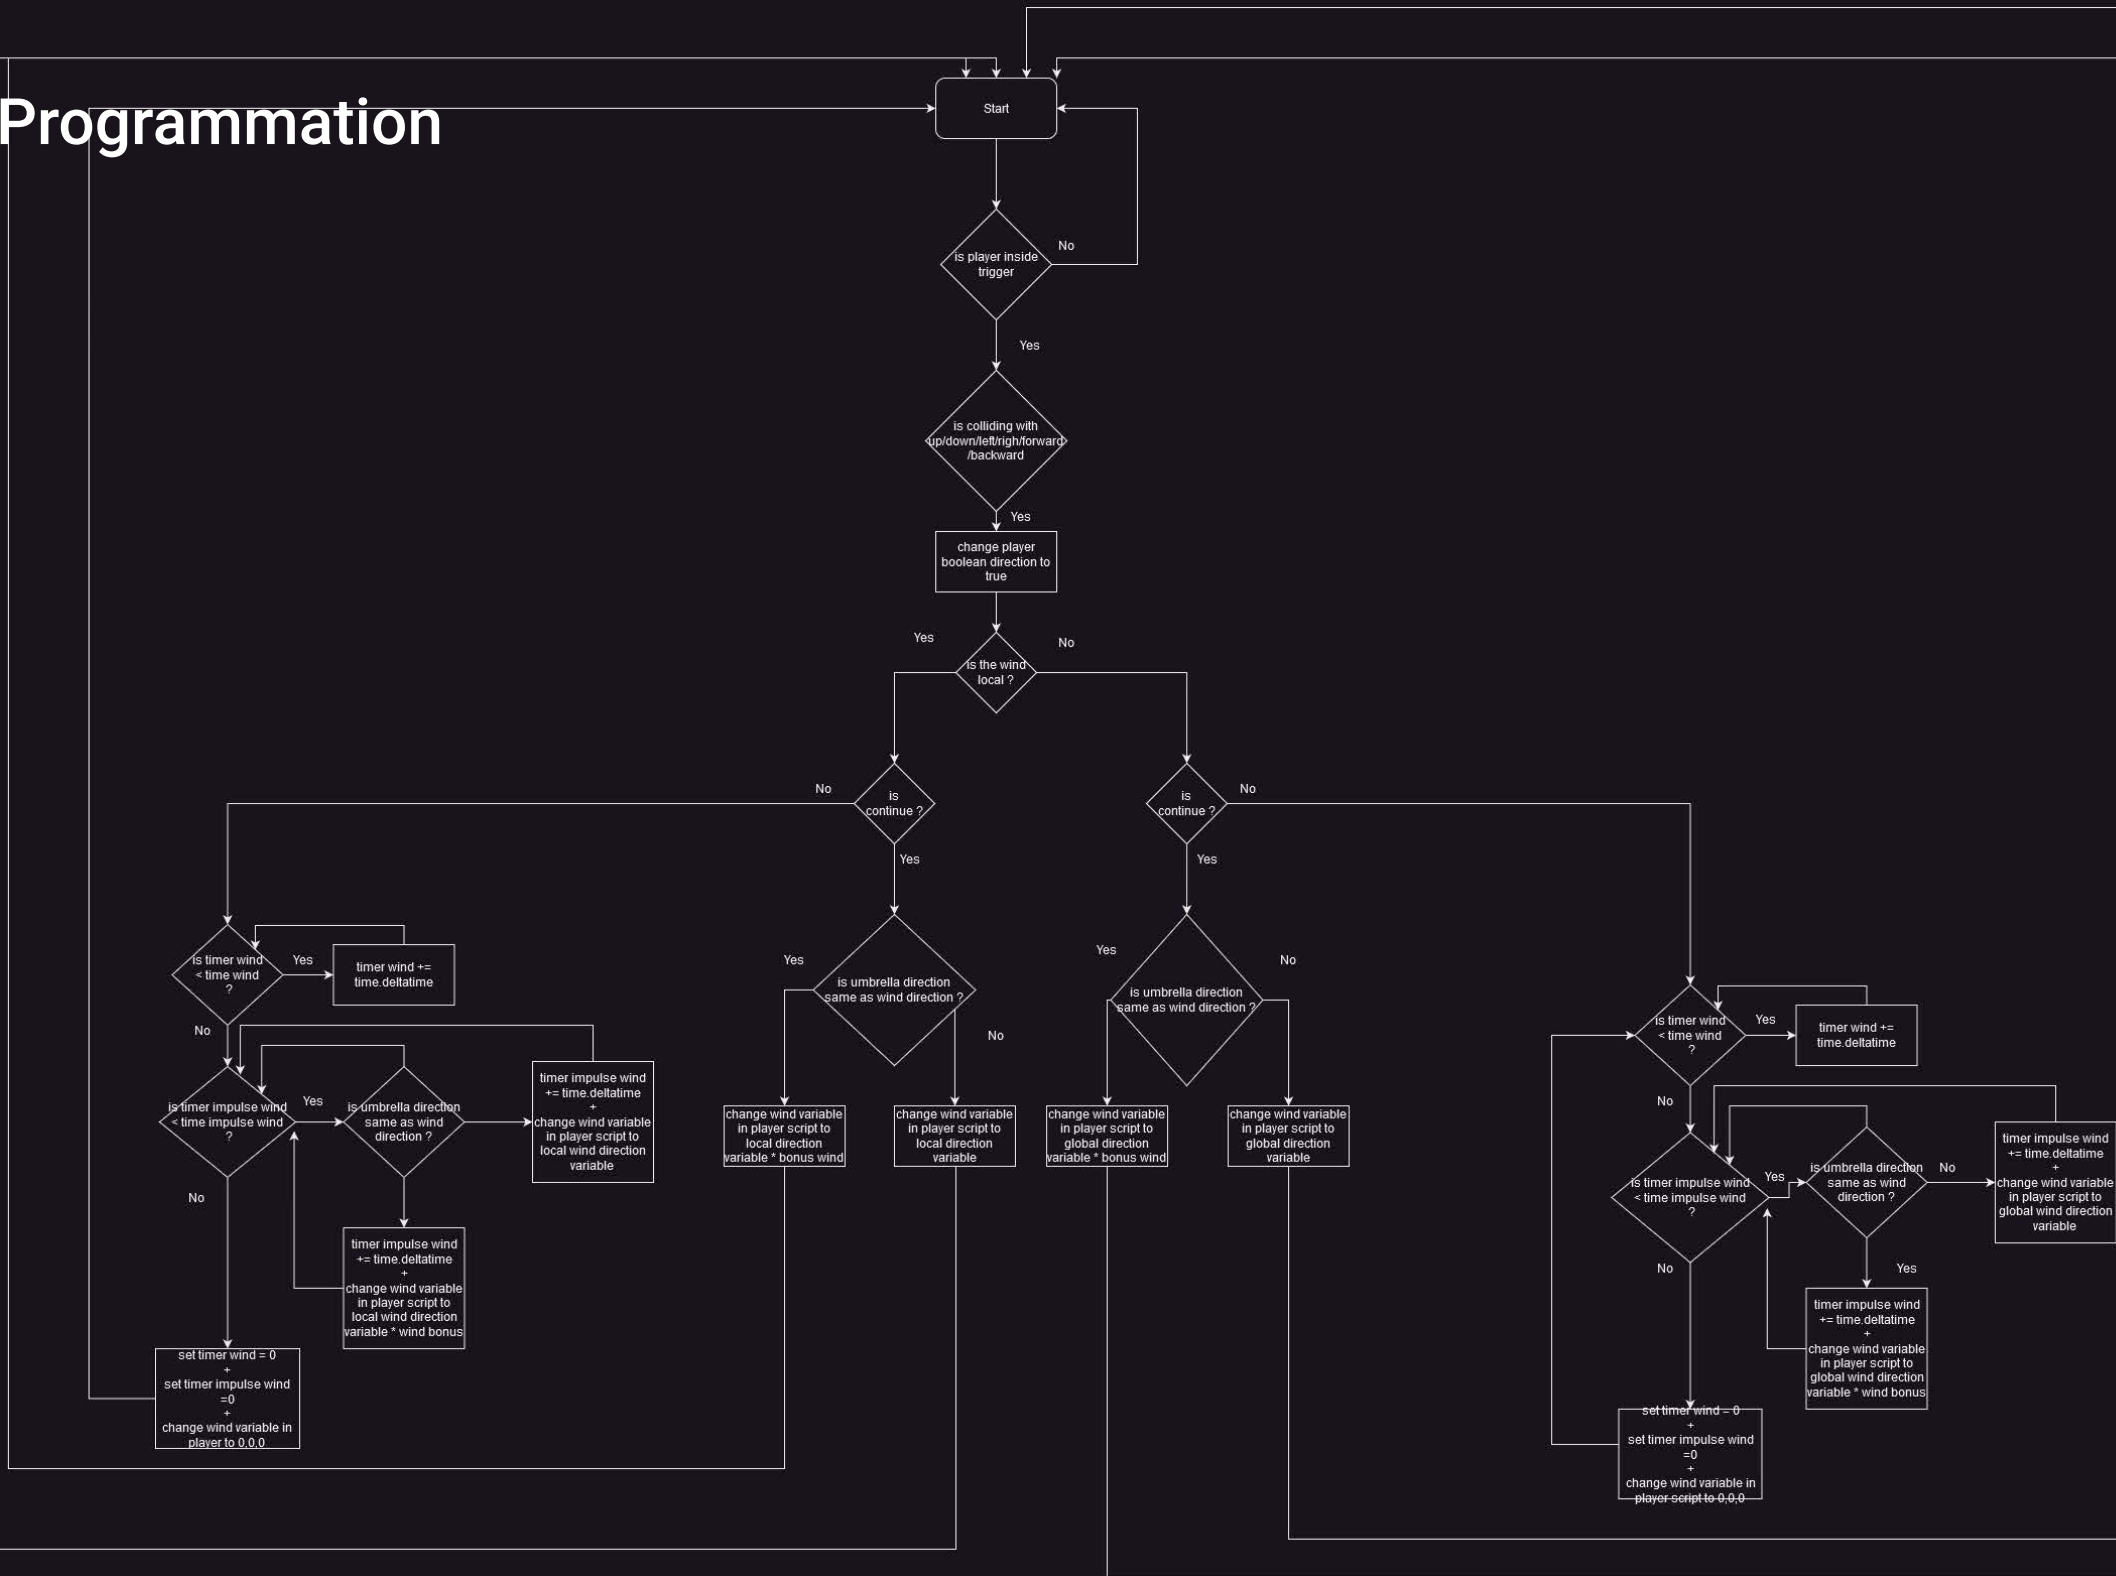 Programmation
Start
is player inside
trigger
No
Yes
is colliding with
up/down/left/righ/forward
/backward
Yes
change player
boolean direction to
true
Yes
No
is the wind
local ?
No
is
continue ?
Yes
is
continue ?
No
Yes
is timer wind
< time wind
?
Yes
timer wind +=
time.deltatime
No
is timer impulse wind
< time impulse wind
?
Yes
is umbrella direction
same as wind
direction ?
timer impulse wind
+= time.deltatime
+
change wind variable
in player script to
local wind direction
variable
No
timer impulse wind
+= time.deltatime
+
change wind variable
in player script to
local wind direction
variable * wind bonus
set timer wind = 0
+
set timer impulse wind
=0
+
change wind variable in
player to 0,0,0
Yes
is umbrella direction
same as wind direction ?
No
change wind variable
in player script to
local direction
variable * bonus wind
change wind variable
in player script to
local direction
variable
Yes
is umbrella direction
same as wind direction ?
No
change wind variable
in player script to
global direction
variable * bonus wind
change wind variable
in player script to
global direction
variable
is timer wind
< time wind
?
Yes
timer wind +=
time.deltatime
No
is timer impulse wind
< time impulse wind
?
Yes
is umbrella direction
same as wind
direction ?
No
timer impulse wind
+= time.deltatime
+
change wind variable
in player script to
global wind direction
variable
No
Yes
timer impulse wind
+= time.deltatime
+
change wind variable
in player script to
global wind direction
variable * wind bonus
set timer wind = 0
+
set timer impulse wind
=0
+
change wind variable in
player script to 0,0,0